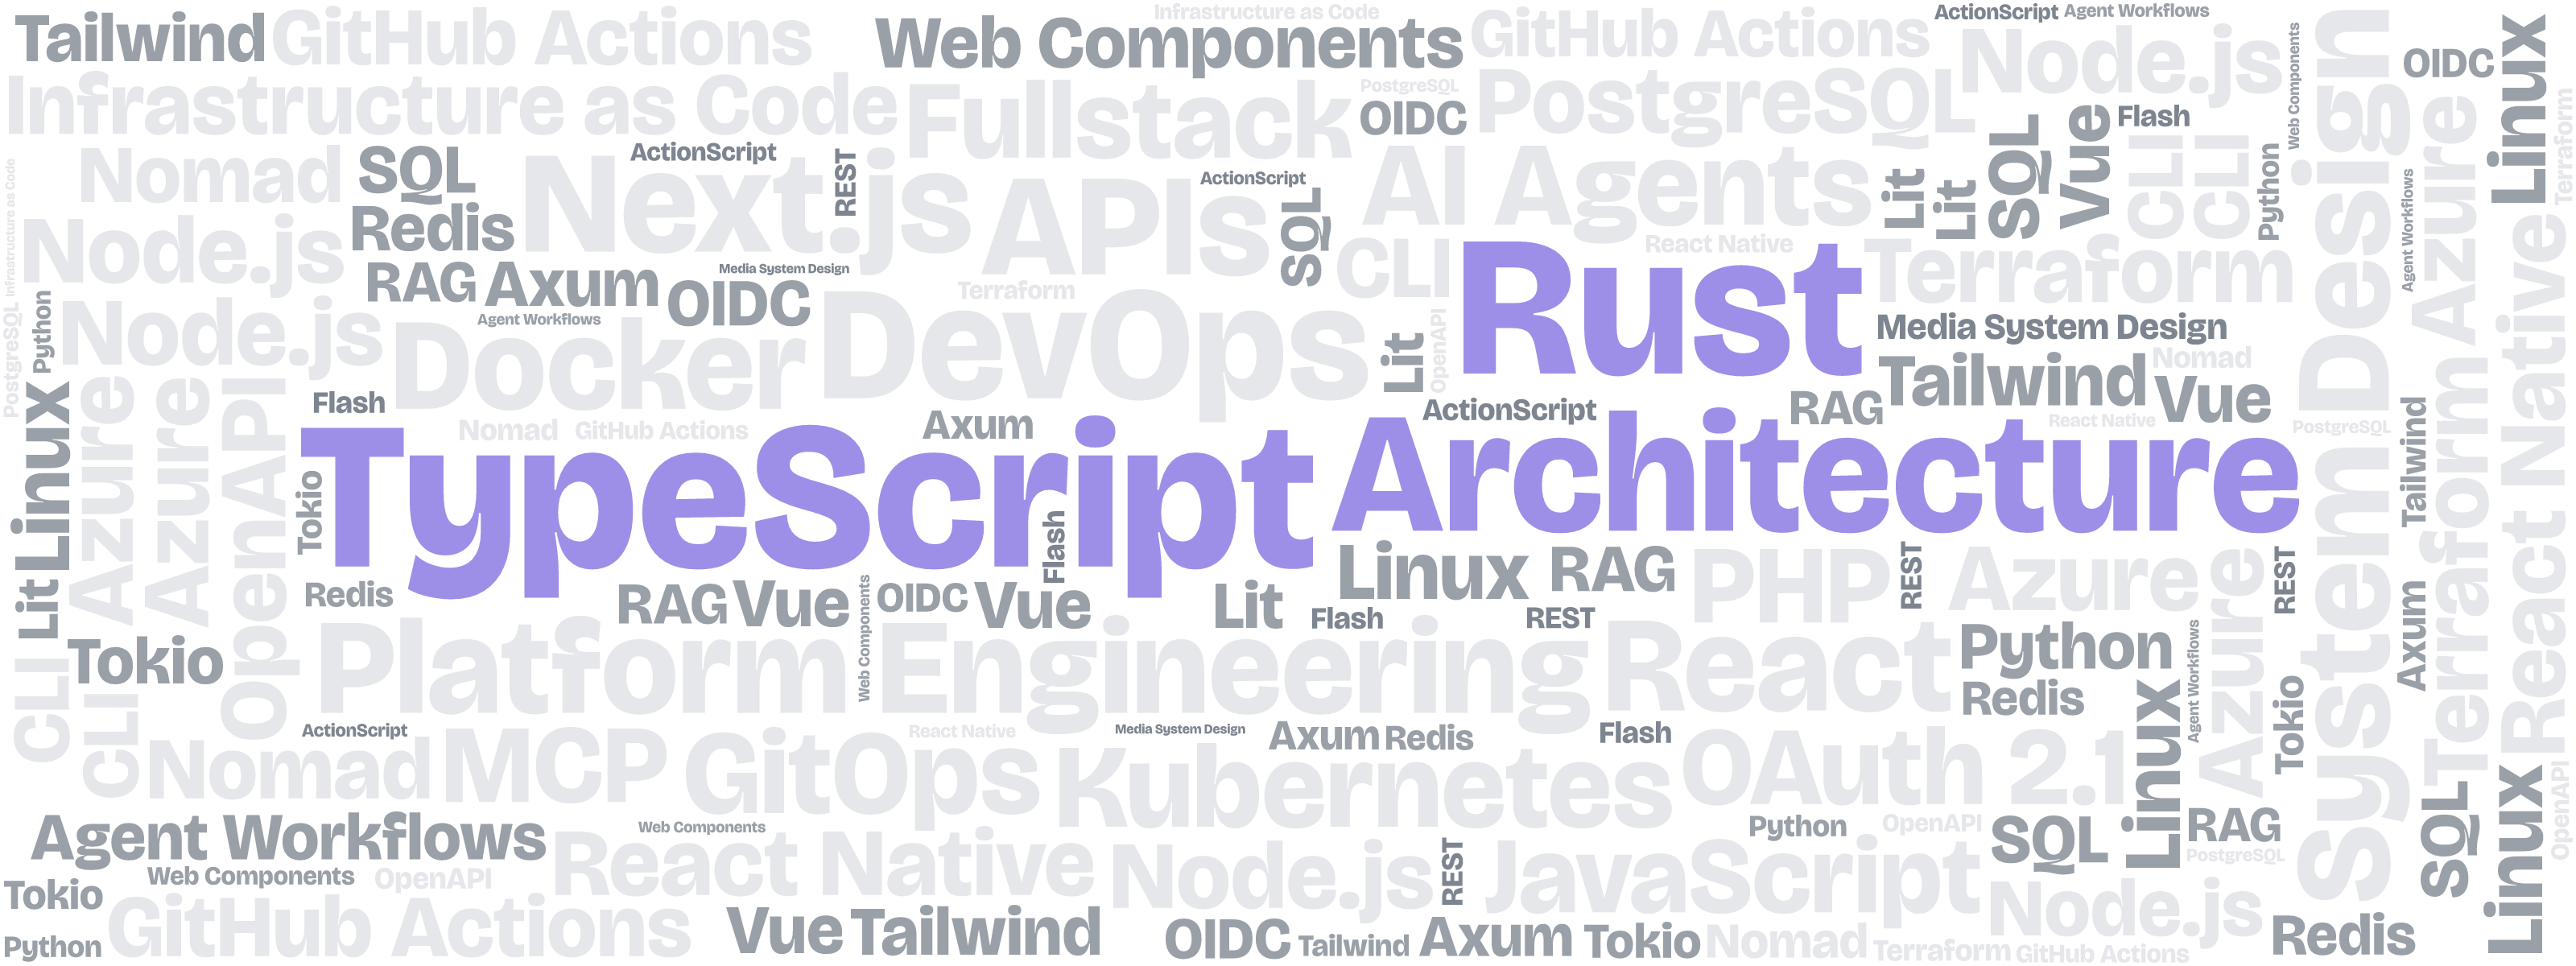 Tailwind
GitHub Actions
Web Components
Infrastructure as Code
GitHub Actions
ActionScript
Agent Workflows
Node.js
Web Components
System Design
OIDC
Linux
Infrastructure as Code
Fullstack
PostgreSQL
OIDC
PostgreSQL
Vue
Flash
Azure
Terraform
Infrastructure as Code
Nomad
SQL
ActionScript
Next.js
REST
APIs
ActionScript
SQL
AI Agents
Lit
Lit
SQL
CLI
CLI
Python
Agent Workflows
Node.js
Redis
RAG
Axum
Media System Design
OIDC
Terraform
CLI
React Native
Rust
Terraform
React Native
PostgreSQL
Python
Node.js
Agent Workflows
Docker
DevOps
Lit
OpenAPI
Media System Design
Tailwind
Nomad
Vue
Terraform
Linux
Azure
Azure
OpenAPI
Flash
Nomad
GitHub Actions
Axum
ActionScript
RAG
React Native
PostgreSQL
Tailwind
Tokio
TypeScript
Architecture
Flash
Lit
Redis
RAG
Vue
Web Components
OIDC
Vue
Lit
Flash
Linux
RAG
REST
PHP
REST
Azure
Azure
REST
Axum
Tokio
CLI
CLI
Platform
Engineering
React
Python
Redis
Agent Workflows
Linux
Tokio
ActionScript
Nomad
MCP
GitOps
React Native
Media System Design
Kubernetes
Axum
Redis
Flash
OAuth 2.1
SQL
Linux
OpenAPI
Agent Workflows
Web Components
React Native
Web Components
OpenAPI
Node.js
REST
JavaScript
Python
OpenAPI
SQL
RAG
PostgreSQL
Tokio
Python
GitHub Actions
Vue
Tailwind
OIDC
Tailwind
Axum
Tokio
Nomad
Terraform
Node.js
GitHub Actions
Redis